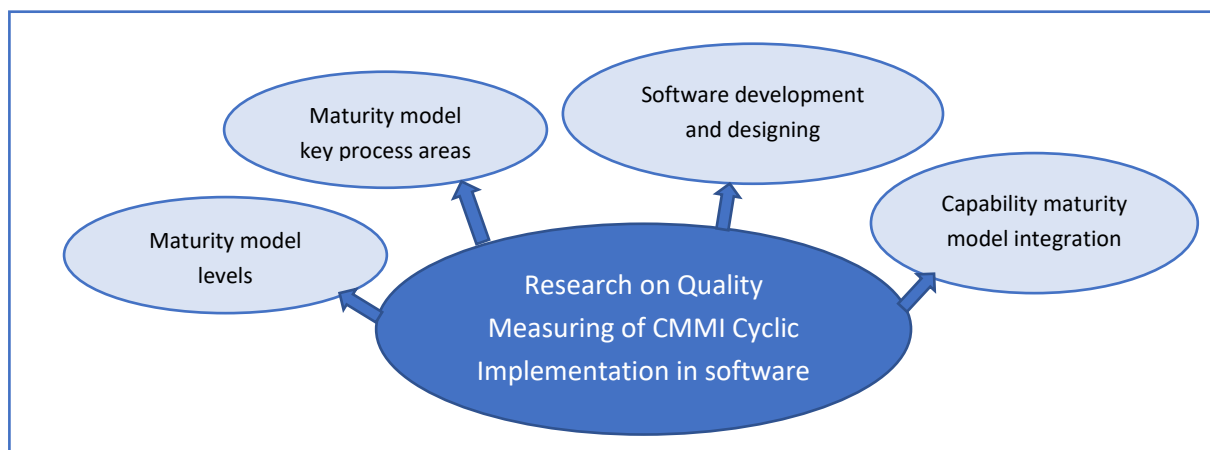 Maturity model
key process areas
Software development
and designing
Maturity model
levels
Capability maturity
model integration
Research on Quality
Measuring of CMMI Cyclic
Implementation in software